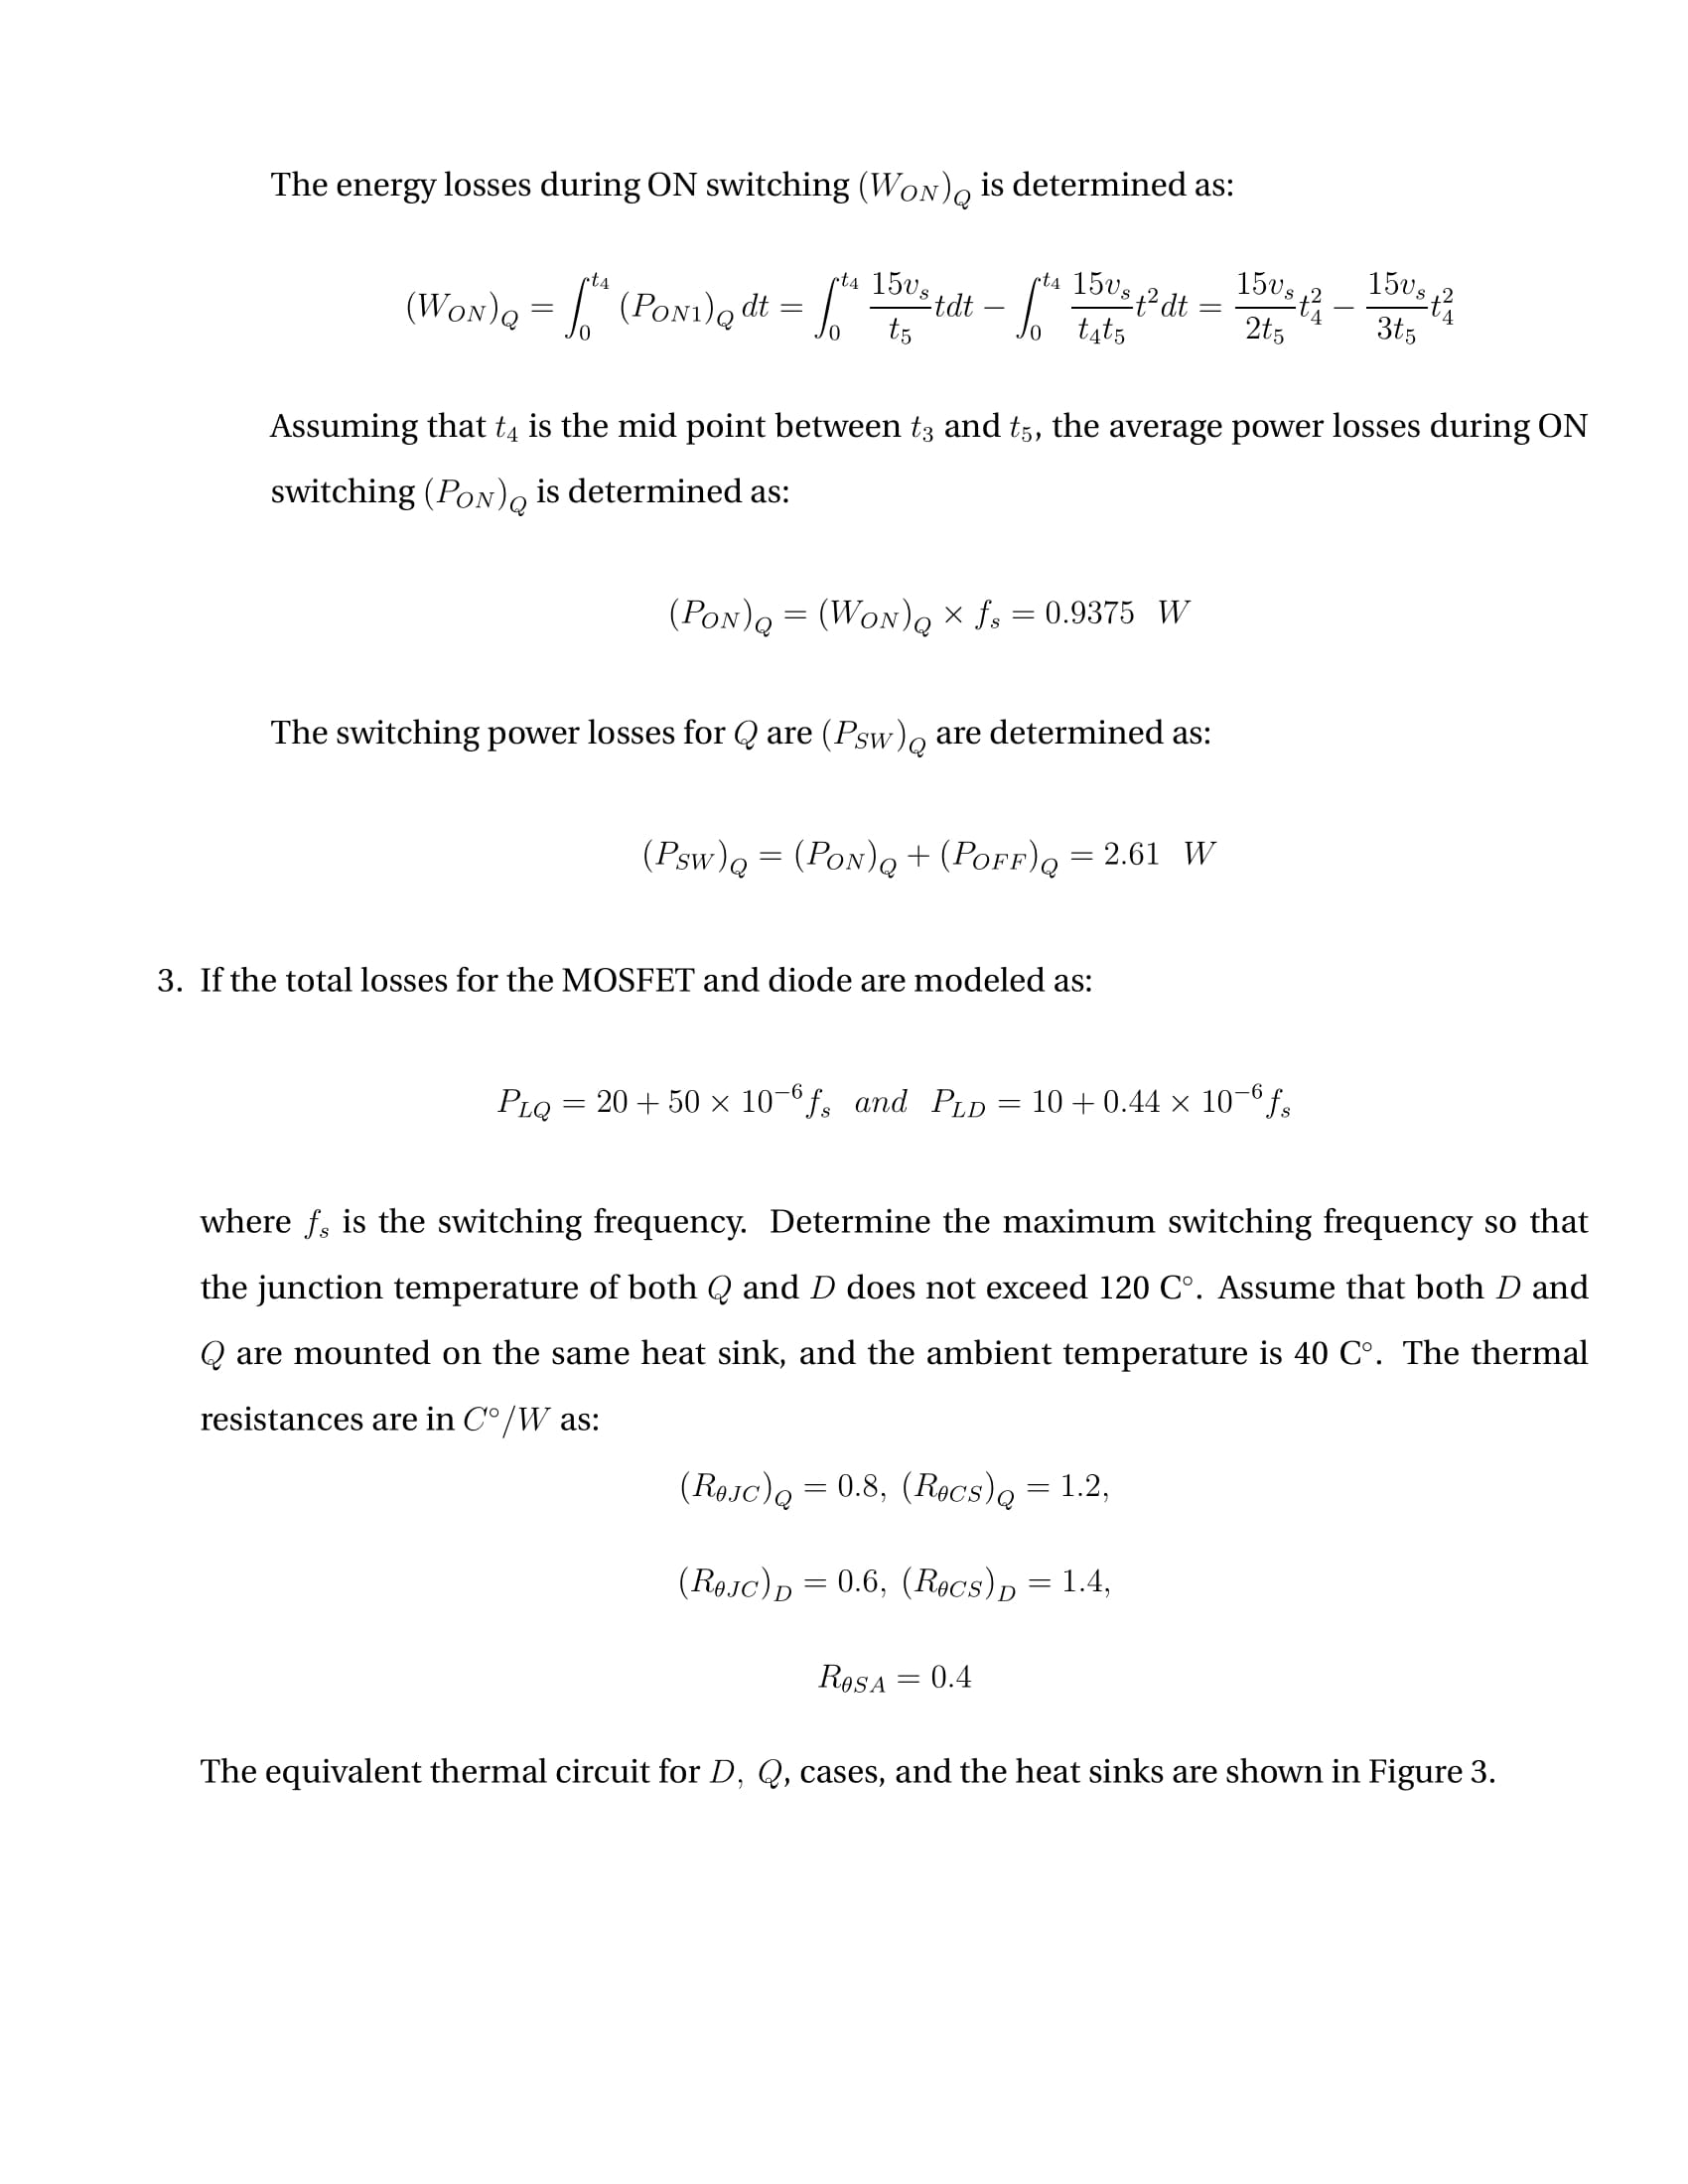 The energy losses during ON switching $(W_{ON})_Q$ is determined as:
$(W_{ON})_Q = \int_0^{t_4} (P_{ON1})_Q \, dt = \int_0^{t_4} \frac{15v_s}{t_5} t dt - \int_0^{t_4} \frac{15v_s}{t_4 t_5} t^2 dt = \frac{15v_s}{2t_5} t_4^2 - \frac{15v_s}{3t_5} t_4^2$
Assuming that $t_4$ is the mid point between $t_3$ and $t_5$, the average power losses during ON
switching $(P_{ON})_Q$ is determined as:
$(P_{ON})_Q = (W_{ON})_Q \times f_s = 0.9375 \ \ W$
The switching power losses for $Q$ are $(P_{SW})_Q$ are determined as:
$(P_{SW})_Q = (P_{ON})_Q + (P_{OFF})_Q = 2.61 \ \ W$
3. If the total losses for the MOSFET and diode are modeled as:
$P_{LQ} = 20 + 50 \times 10^{-6} f_s \ \ and \ \ P_{LD} = 10 + 0.44 \times 10^{-6} f_s$
where $f_s$ is the switching frequency. Determine the maximum switching frequency so that
the junction temperature of both $Q$ and $D$ does not exceed 120 C°. Assume that both $D$ and
$Q$ are mounted on the same heat sink, and the ambient temperature is 40 C°. The thermal
resistances are in $C°/W$ as:
$(R_{\theta JC})_Q = 0.8, \ (R_{\theta CS})_Q = 1.2,$
$(R_{\theta JC})_D = 0.6, \ (R_{\theta CS})_D = 1.4,$
$R_{\theta SA} = 0.4$
The equivalent thermal circuit for $D, \ Q$, cases, and the heat sinks are shown in Figure 3.